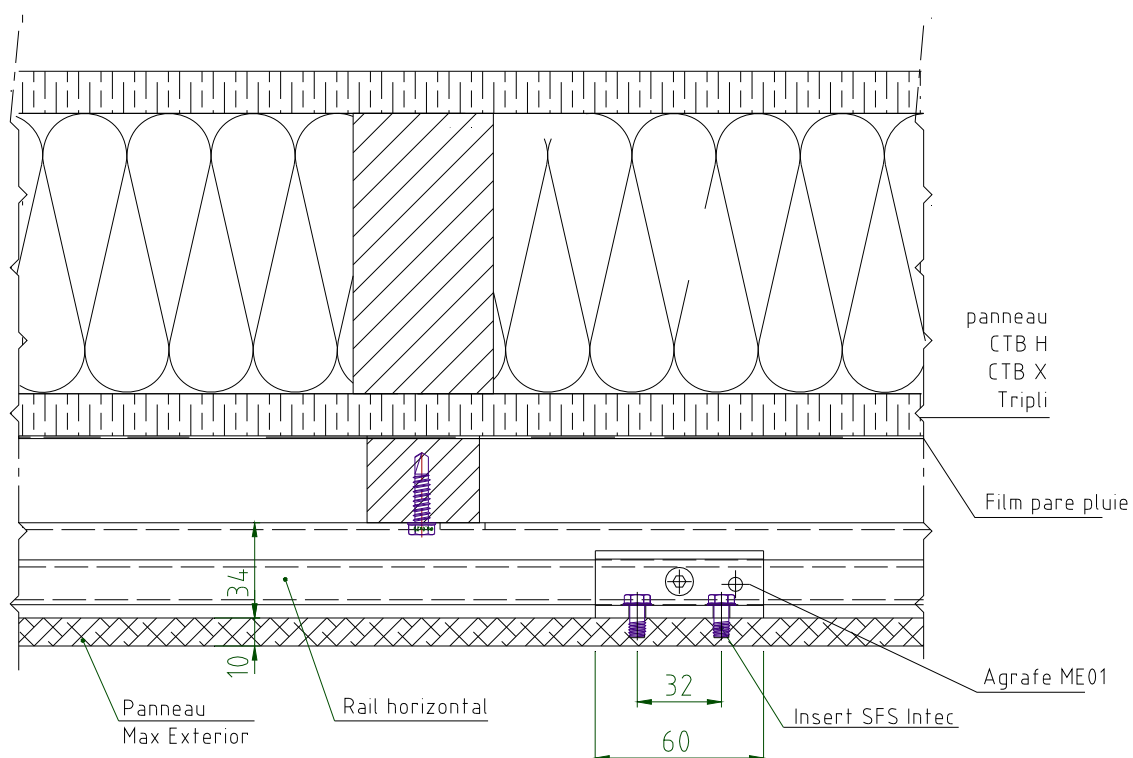 panneau
CTB H
CTB X
Tripli
Film pare pluie
34
10
Agrafe ME01
32
Rail horizontal
Panneau
Max Exterior
Insert SFS Intec
60